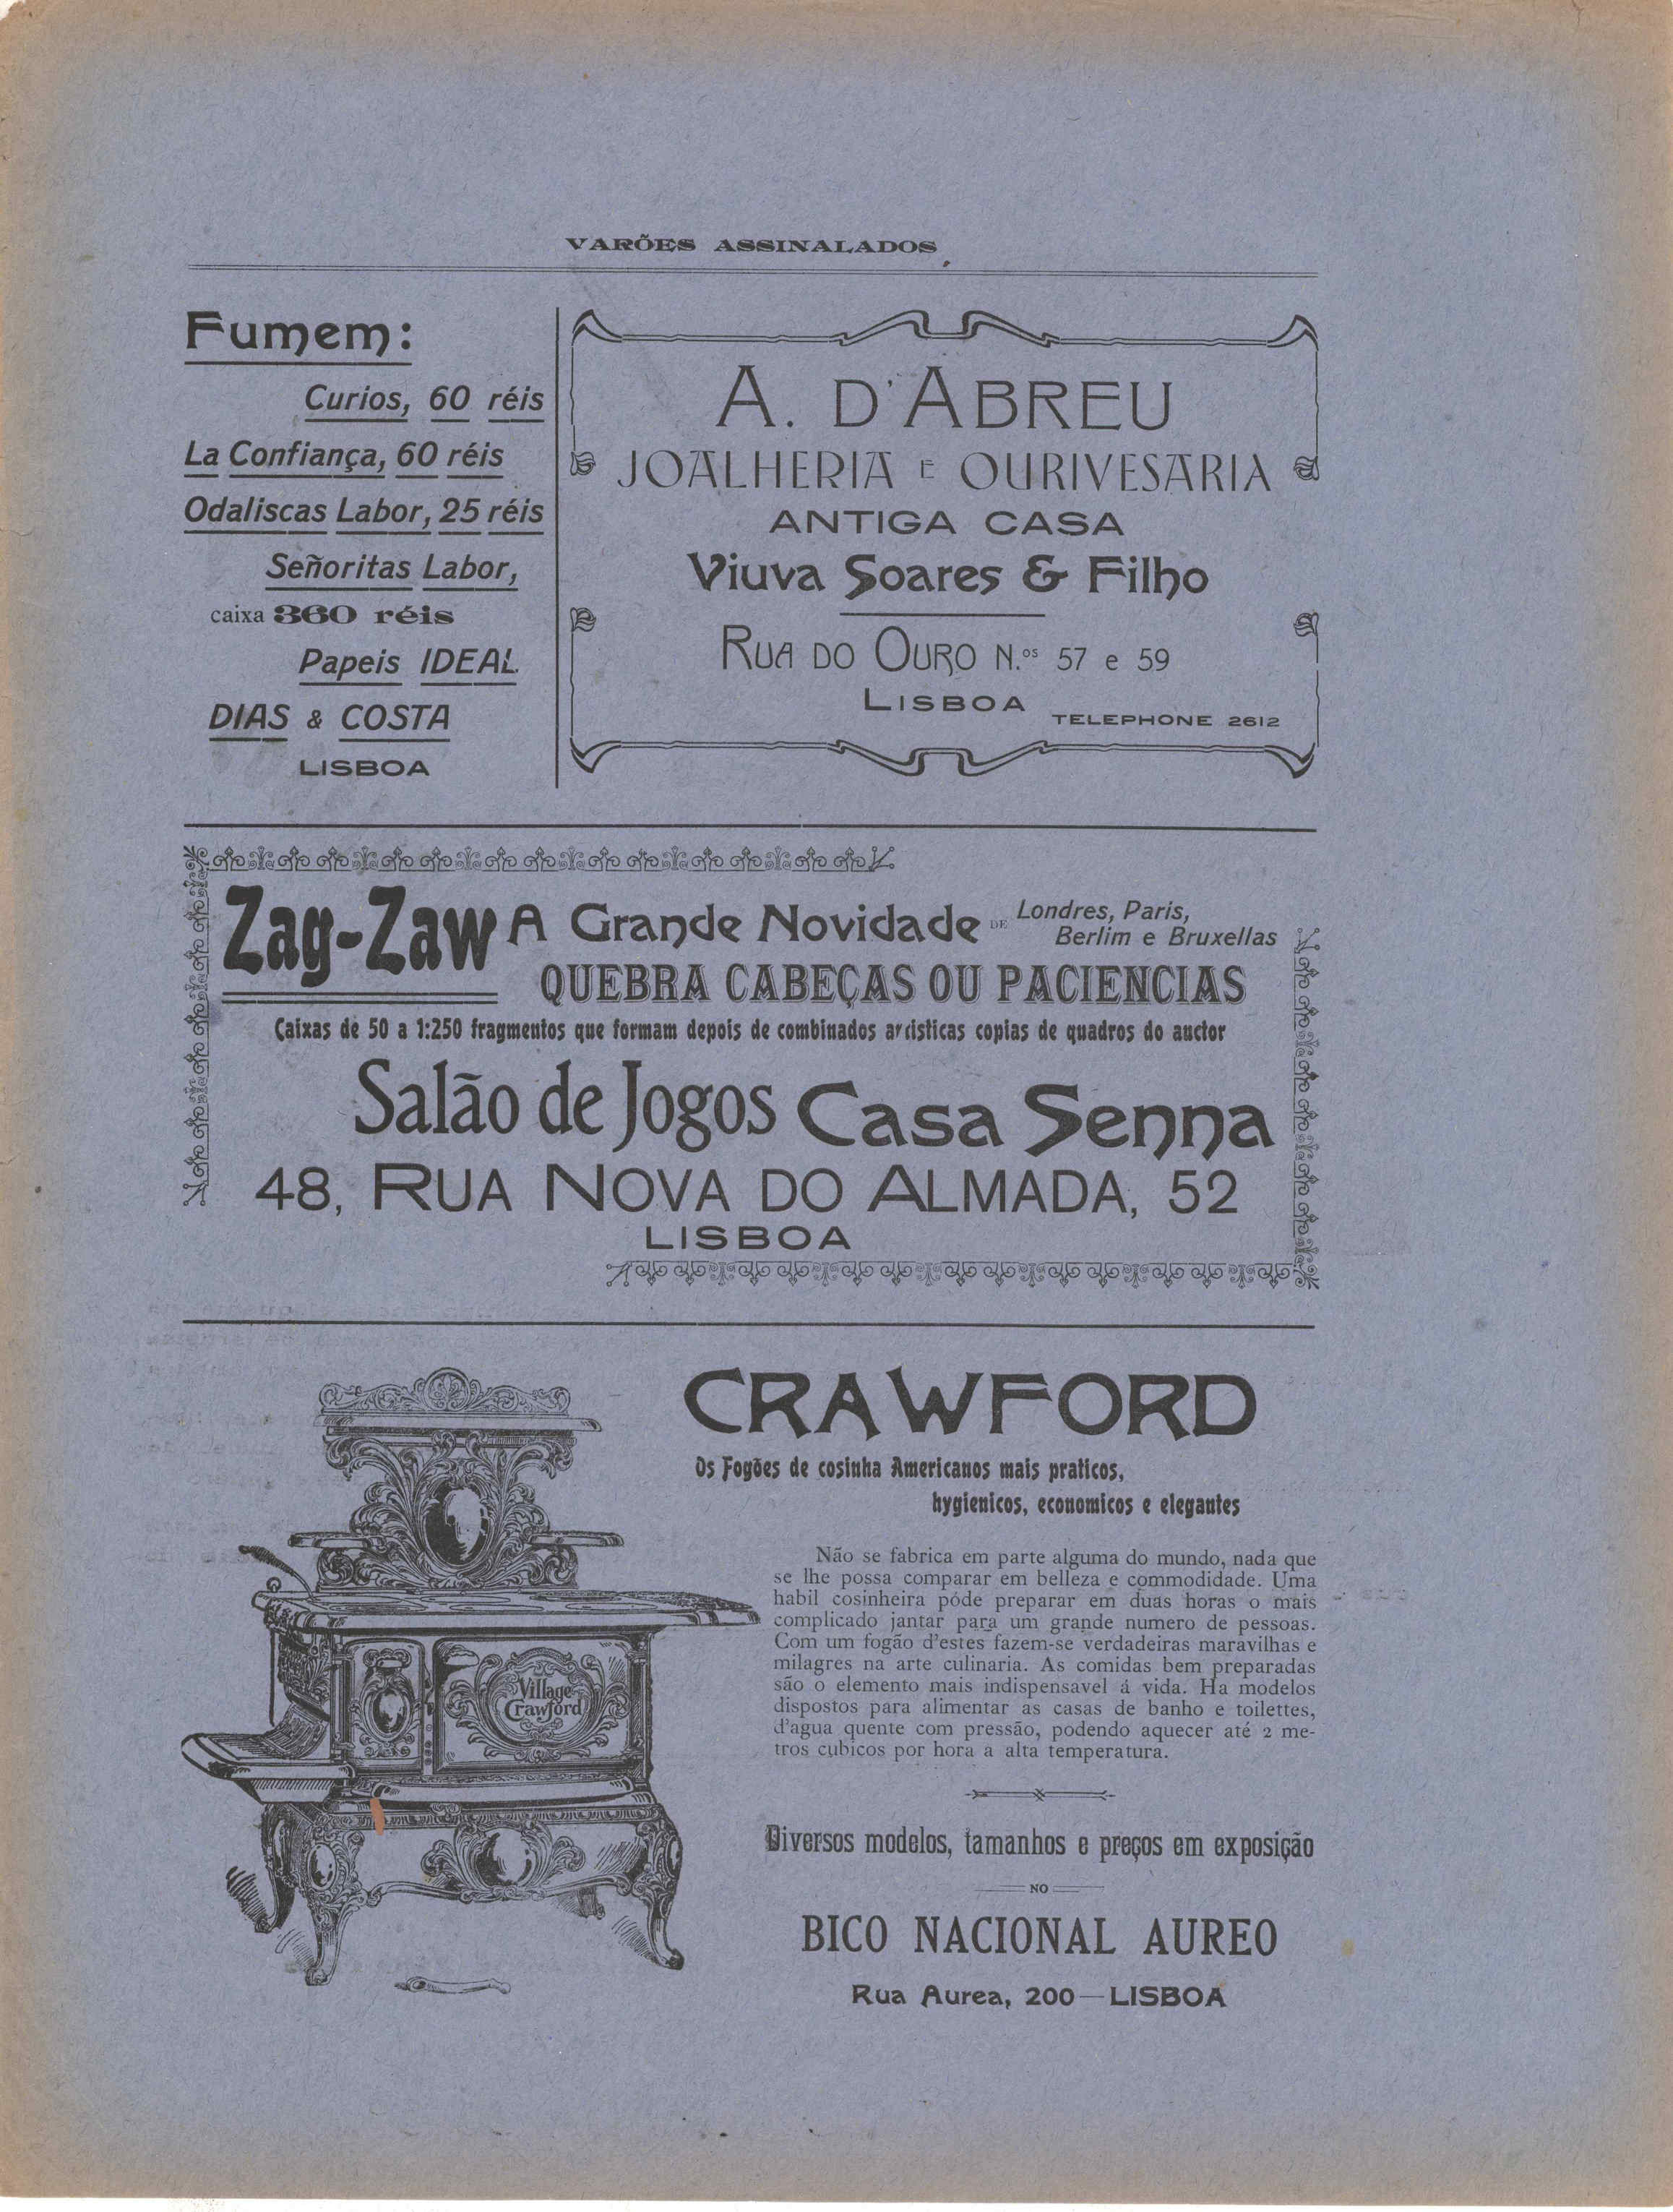 VARÕES ASSINALADOS
Fumem:
Curios, 60 réis
La Confiança, 60 réis
Odaliscas Labor, 25 réis
Señoritas Labor,
caixa 360 réis
Papeis IDEAL
DIAS & COSTA
LISBOA
A. D'ABREU
JOALHERIA E OURIVESARIA
ANTIGA CASA
Viuva Soares & Filho
RUA DO OURO N.os 57 e 59
LISBOA
TELEPHONE 2612
Zag-Zaw A Grande Novidade DE Londres, Paris,
Berlim e Bruxellas
QUEBRA CABEÇAS OU PACIENCIAS
Caixas de 50 a 1:250 fragmentos que formam depois de combinados artisticas copias de quadros do auctor
Salão de Jogos Casa Senna
48, RUA NOVA DO ALMADA, 52
LISBOA
CRAWFORD
Os Fogões de cosinha Americanos mais praticos,
hygienicos, economicos e elegantes
Não se fabrica em parte alguma do mundo, nada que
se lhe possa comparar em belleza e commodidade. Uma
habil cosinheira póde preparar em duas horas o mais
complicado jantar para um grande numero de pessoas.
Com um fogão d'estes fazem-se verdadeiras maravilhas e
milagres na arte culinaria. As comidas bem preparadas
são o elemento mais indispensavel á vida. Ha modelos
dispostos para alimentar as casas de banho e toilettes,
d'agua quente com pressão, podendo aquecer até 2 me-
tros cubicos por hora a alta temperatura.
Village
Crawford
Diversos modelos, tamanhos e preços em exposição
NO
BICO NACIONAL AUREO
Rua Aurea, 200—LISBOA